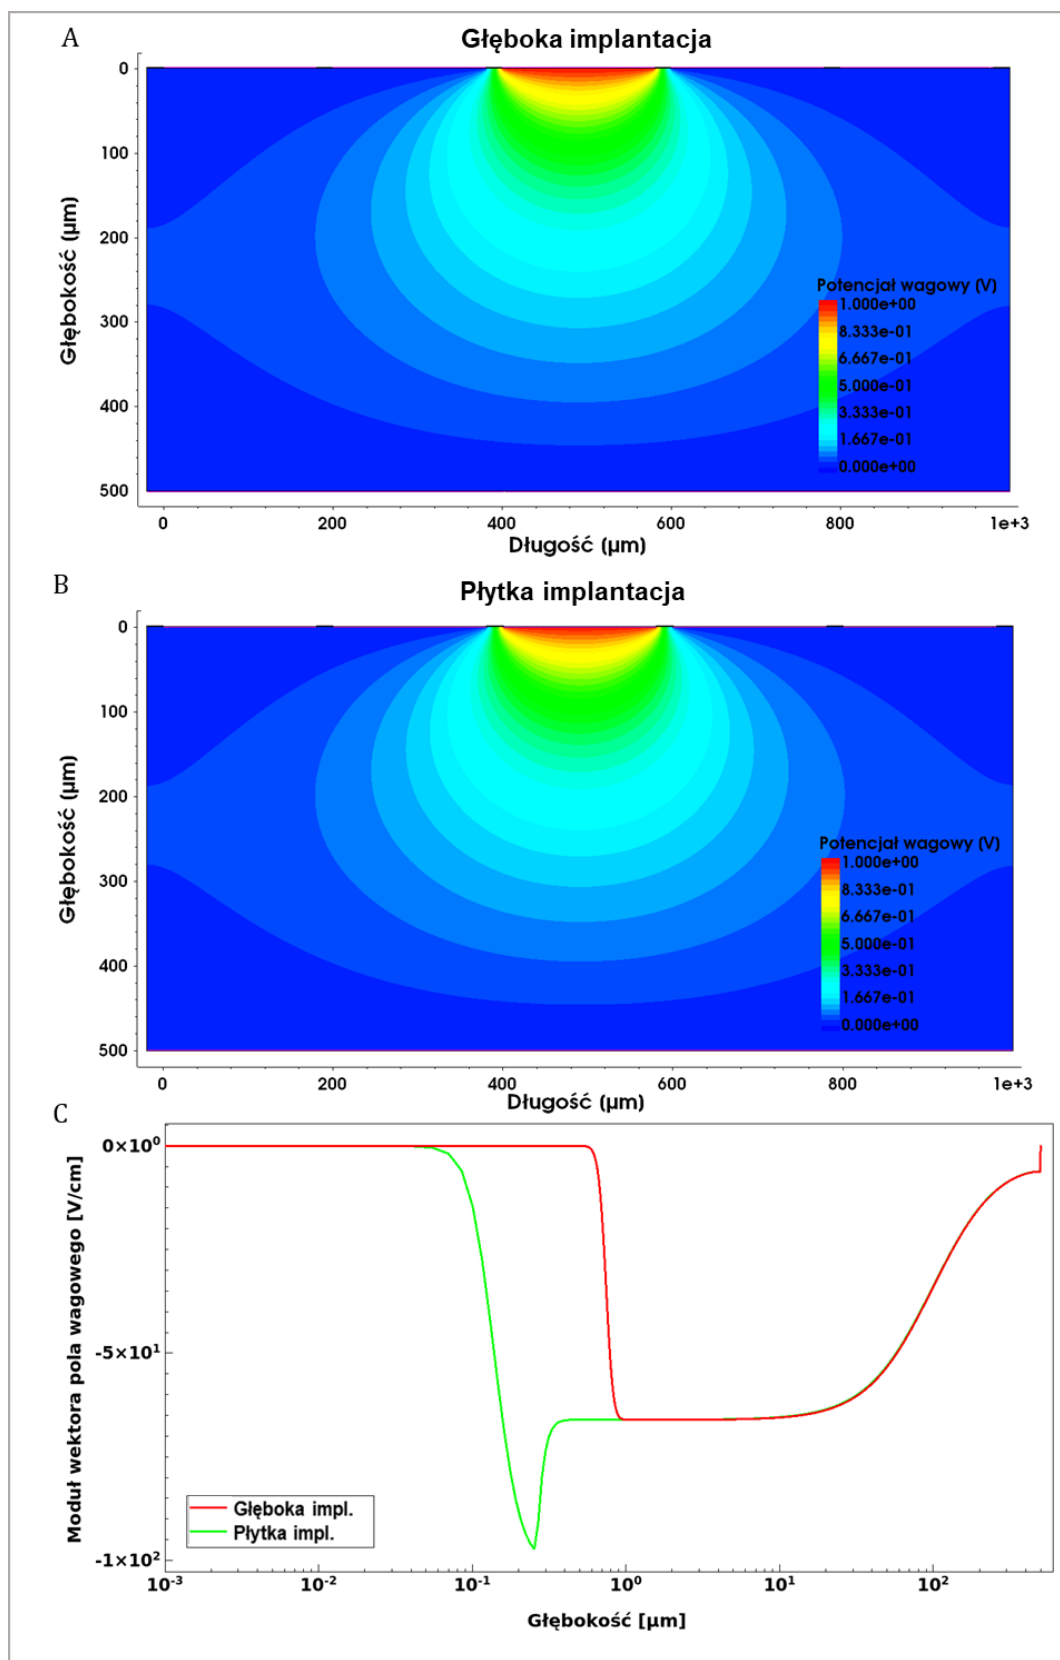 A
Głęboka implantacja
0
100
200
300
400
500
Głębokość (µm)
Potencjał wagowy (V)
1.000e+00
8.333e-01
6.667e-01
5.000e-01
3.333e-01
1.667e-01
0.000e+00
0 200 400 600 800 1e+3
Długość (µm)
B
Płytka implantacja
0
100
200
300
400
500
Głębokość (µm)
Potencjał wagowy (V)
1.000e+00
8.333e-01
6.667e-01
5.000e-01
3.333e-01
1.667e-01
0.000e+00
0 200 400 600 800 1e+3
Długość (µm)
C
Moduł wektora pola wagowego [V/cm]
0×10⁰
-5×10¹
-1×10²
Głęboka impl.
Płytka impl.
10⁻³ 10⁻² 10⁻¹ 10⁰ 10¹ 10²
Głębokość [µm]